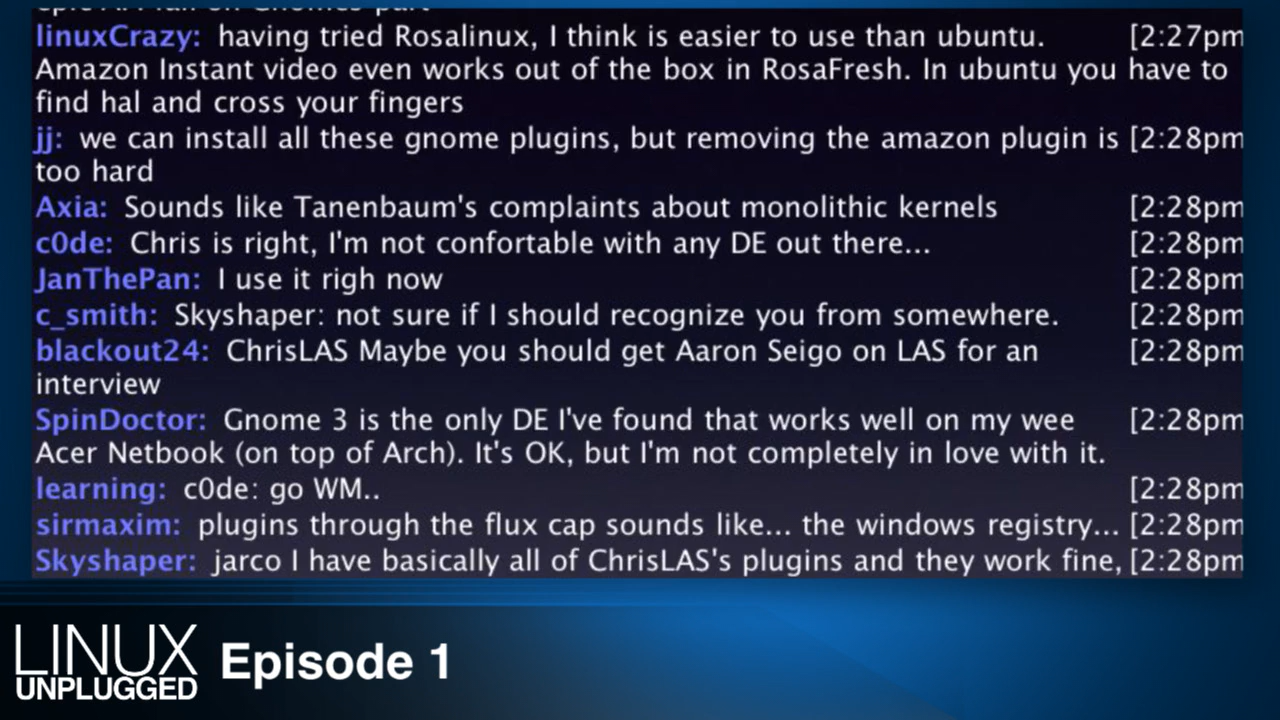 linuxCrazy: having tried Rosalinux, I think is easier to use than ubuntu. [2:27pm
Amazon Instant video even works out of the box in RosaFresh. In ubuntu you have to
find hal and cross your fingers
jj: we can install all these gnome plugins, but removing the amazon plugin is [2:28pm
too hard
Axia: Sounds like Tanenbaum's complaints about monolithic kernels [2:28pm
c0de: Chris is right, I'm not confortable with any DE out there... [2:28pm
JanThePan: I use it righ now [2:28pm
c_smith: Skyshaper: not sure if I should recognize you from somewhere. [2:28pm
blackout24: ChrisLAS Maybe you should get Aaron Seigo on LAS for an [2:28pm
interview
SpinDoctor: Gnome 3 is the only DE I've found that works well on my wee [2:28pm
Acer Netbook (on top of Arch). It's OK, but I'm not completely in love with it.
learning: c0de: go WM.. [2:28pm
sirmaxim: plugins through the flux cap sounds like... the windows registry... [2:28pm
Skyshaper: jarco I have basically all of ChrisLAS's plugins and they work fine, [2:28pm
LINUX
UNPLUGGED
Episode 1